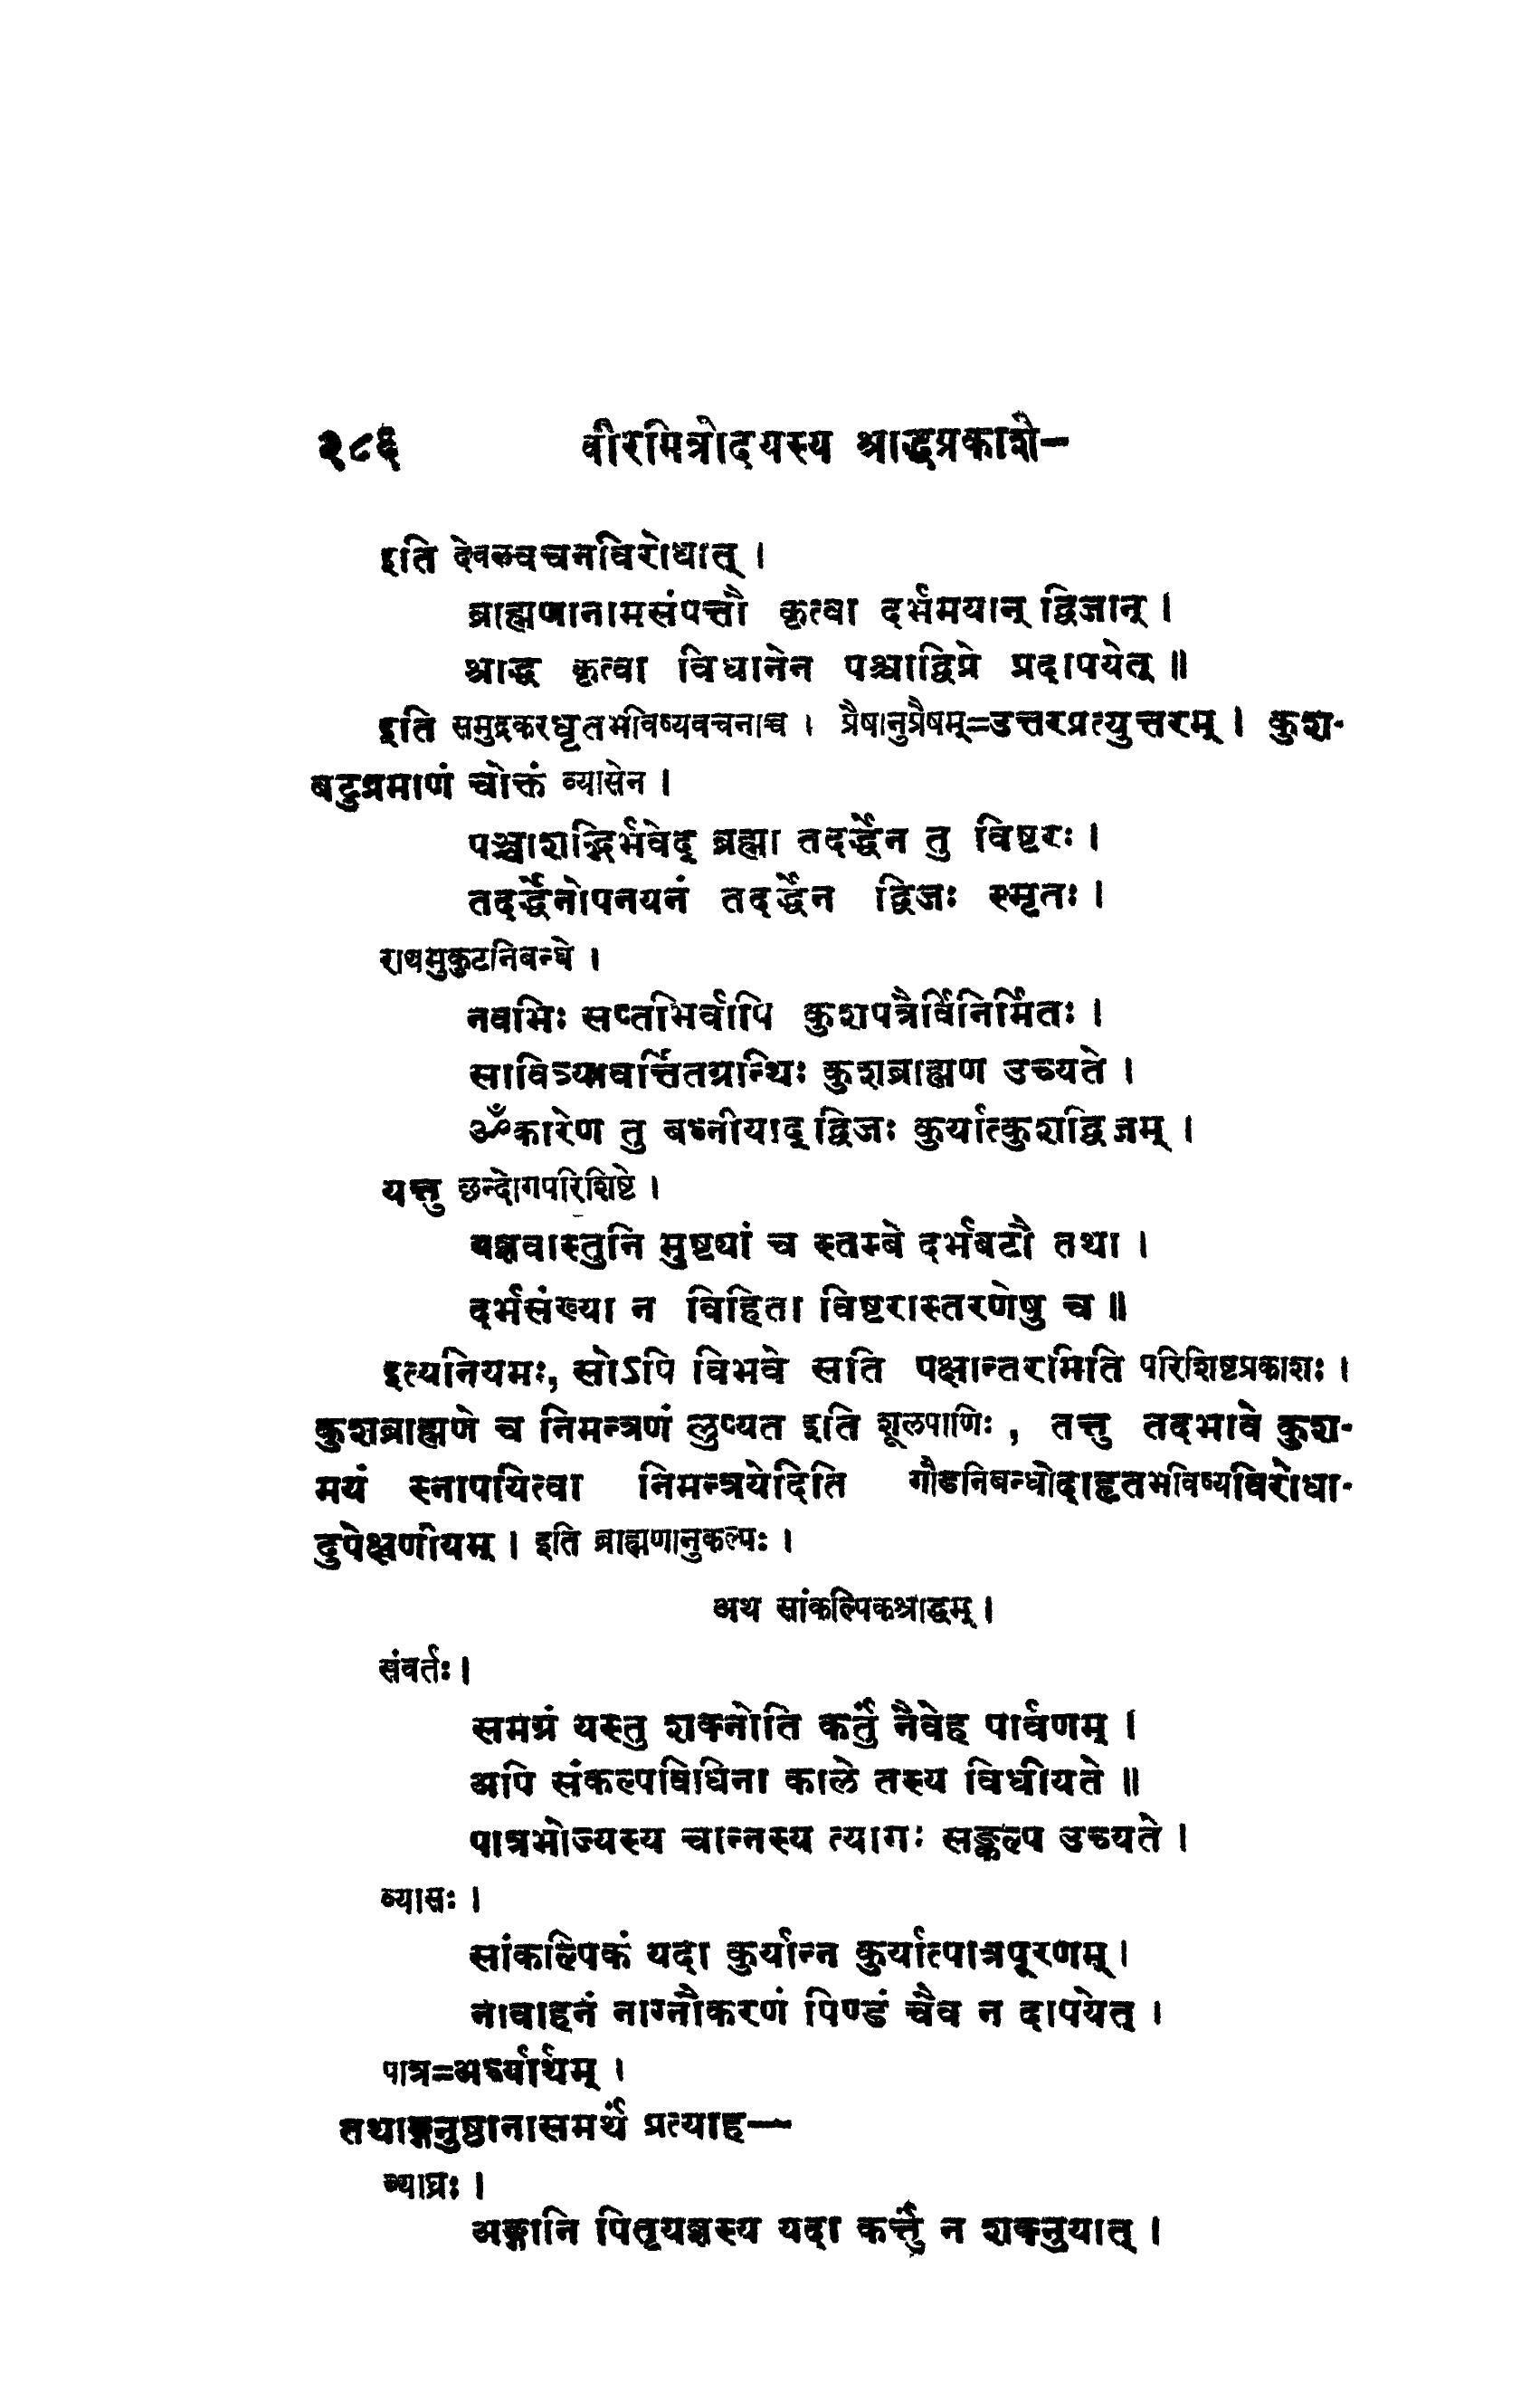 २८६ वीरमित्रोदयस्य श्राद्धप्रकाशे—
इति देवलवचनविरोधात् ।
ब्राह्मणानामसंपत्तौ कृत्वा दर्भमयान् द्विजान् ।
श्राद्ध कृत्वा विधानेन पश्चाद्विप्रे प्रदापयेत् ॥
इति समुद्रकरधृतभविष्यवचनाच्च । प्रैषानुप्रैषम्=उत्तरप्रत्युत्तरम् । कुश-
बटुप्रमाणं चोक्तं व्यासेन ।
पञ्चाशद्भिर्भवेद् ब्रह्मा तदर्द्धेन तु विष्टरः ।
तदर्द्धेनोपनयनं तदर्द्धेन द्विजः स्मृतः ।
राथमुकुटनिबन्धे ।
नवभिः सप्तभिर्वापि कुशपत्रैर्विनिर्मितः ।
सावित्र्यावर्त्तितग्रन्थिः कुशब्राह्मण उच्यते ।
ॐकारेण तु बध्नीयाद् द्विजः कुर्यात्कुशद्विजम् ।
यत्तु छन्दोगपरिशिष्टे ।
यज्ञवास्तुनि मुष्टयां च स्तम्बे दर्भबटौ तथा ।
दर्भसंख्या न विहिता विष्टरास्तरणेषु च ॥
इत्यनियमः, सोऽपि विभवे सति पक्षान्तरमिति परिशिष्टप्रकाशः ।
कुशब्राह्मणे च निमन्त्रणं लुप्यत इति शूलपाणिः , तत्तु तदभावे कुश-
मयं स्नापयित्वा निमन्त्रयेदिति गौडनिबन्धोदाहृतभविष्यविरोधा-
दुपेक्षणीयम् । इति ब्राह्मणानुकल्पः ।
अथ सांकल्पिकश्राद्धम् ।
संवर्तः ।
समग्रं यस्तु शक्नोति कर्तुं नैवेह पार्वणम् ।
अपि संकल्पविधिना काले तस्य विधीयते ॥
पात्रभोज्यस्य चान्नस्य त्यागः सङ्कल्प उच्यते ।
व्यासः ।
सांकल्पिकं यदा कुर्यान्न कुर्यात्पात्रपूरणम् ।
नावाहनं नाग्नौकरणं पिण्डं चैव न दापयेत् ।
पात्र=अर्घ्यार्थम् ।
तथाङ्गनुष्ठानासमर्थं प्रत्याह—
व्याघ्रः ।
अङ्गानि पितृयज्ञस्य यदा कर्त्तुं न शक्नुयात् ।